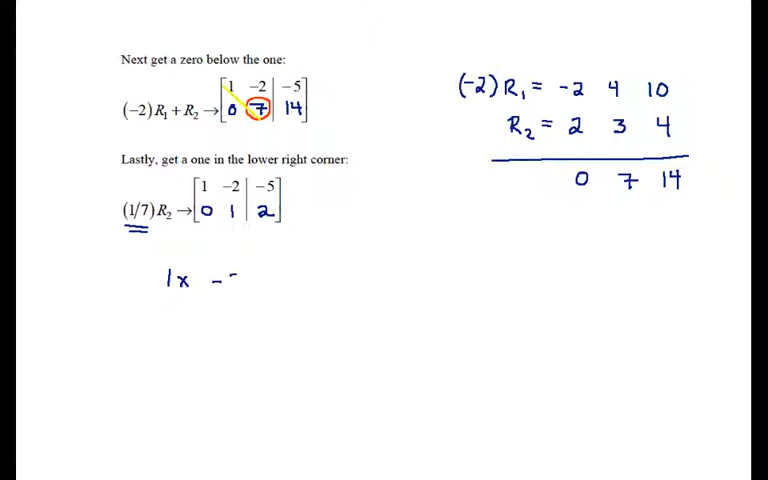 Next get a zero below the one:
(-2)R₁ + R₂ → [1 -2 | -5]
[0 7 | 14]
Lastly, get a one in the lower right corner:
(1/7)R₂ → [1 -2 | -5]
[0 1 | 2]
1x -
(-2) R₁ = -2 4 10
R₂ = 2 3 4
0 7 14